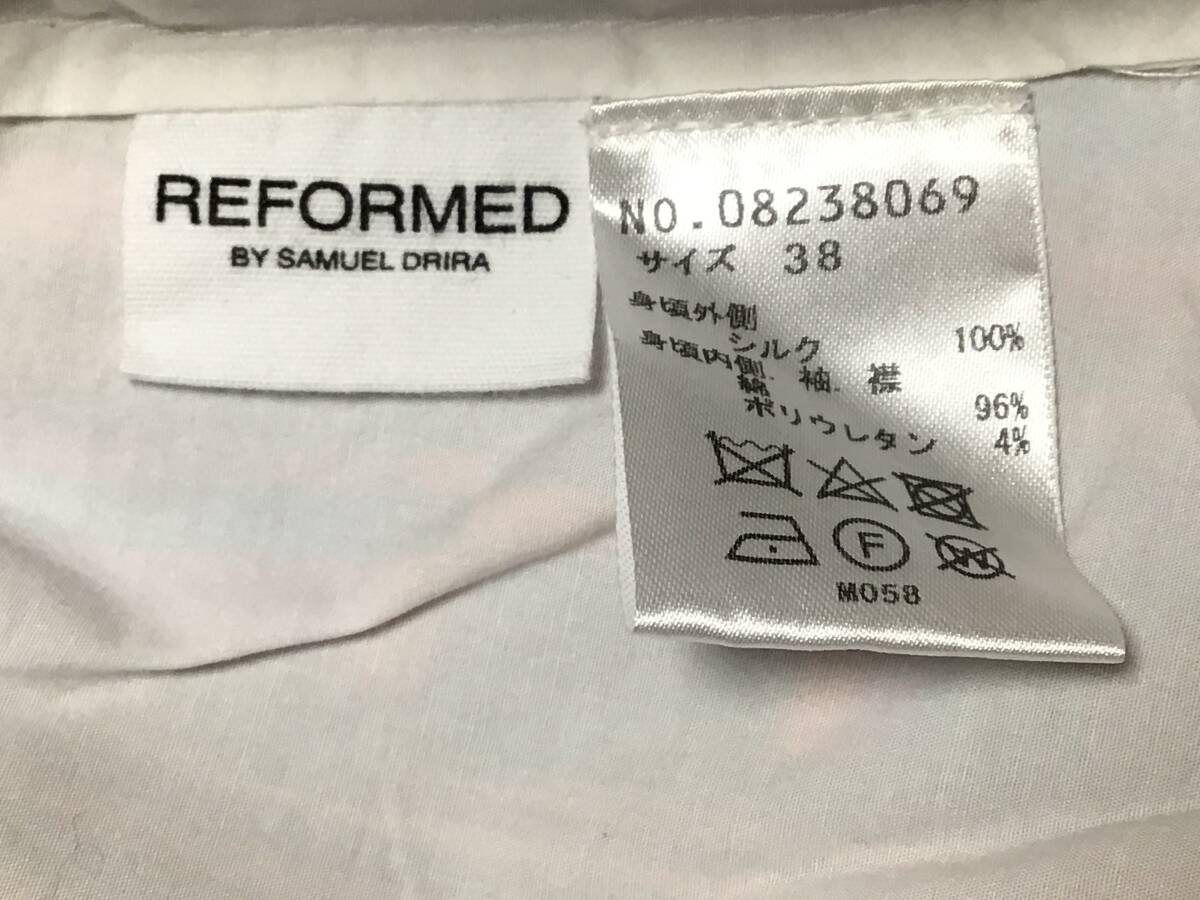 REFORMED
BY SAMUEL DRIRA
NO.08238069
サイズ 38
身頃外側
シルク 100%
身頃内側. 袖. 襟
綿 96%
ポリウレタン 4%
F
W
M058